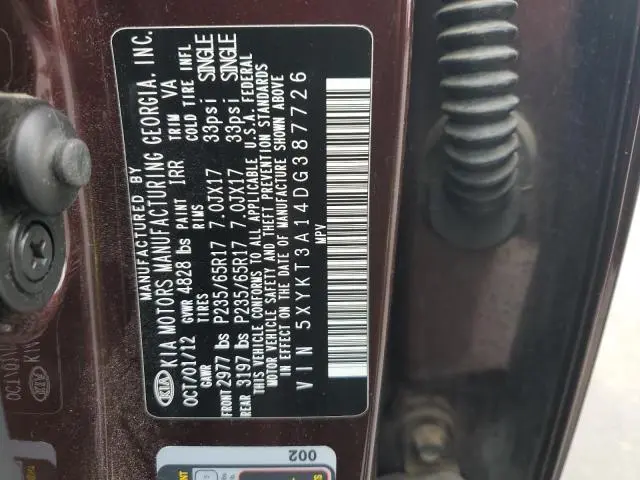 MANUFACTURED BY
KIA KIA MOTORS MANUFACTURING GEORGIA. INC.
OCT/01/12 GVWR 4828 lbs PAINT IRR TRIM VA
GAWR TIRES RIMS COLD TIRE INFL
FRONT 2977 lbs P235/65R17 7.0JX17 33psi SINGLE
REAR 3197 lbs P235/65R17 7.0JX17 33psi SINGLE
THIS VEHICLE CONFORMS TO ALL APPLICABLE U.S.A. FEDERAL
MOTOR VEHICLE SAFETY AND THEFT PREVENTION STANDARDS
IN EFFECT ON THE DATE OF MANUFACTURE SHOWN ABOVE
VIN 5XYKT3A14DG387726
MPV
002